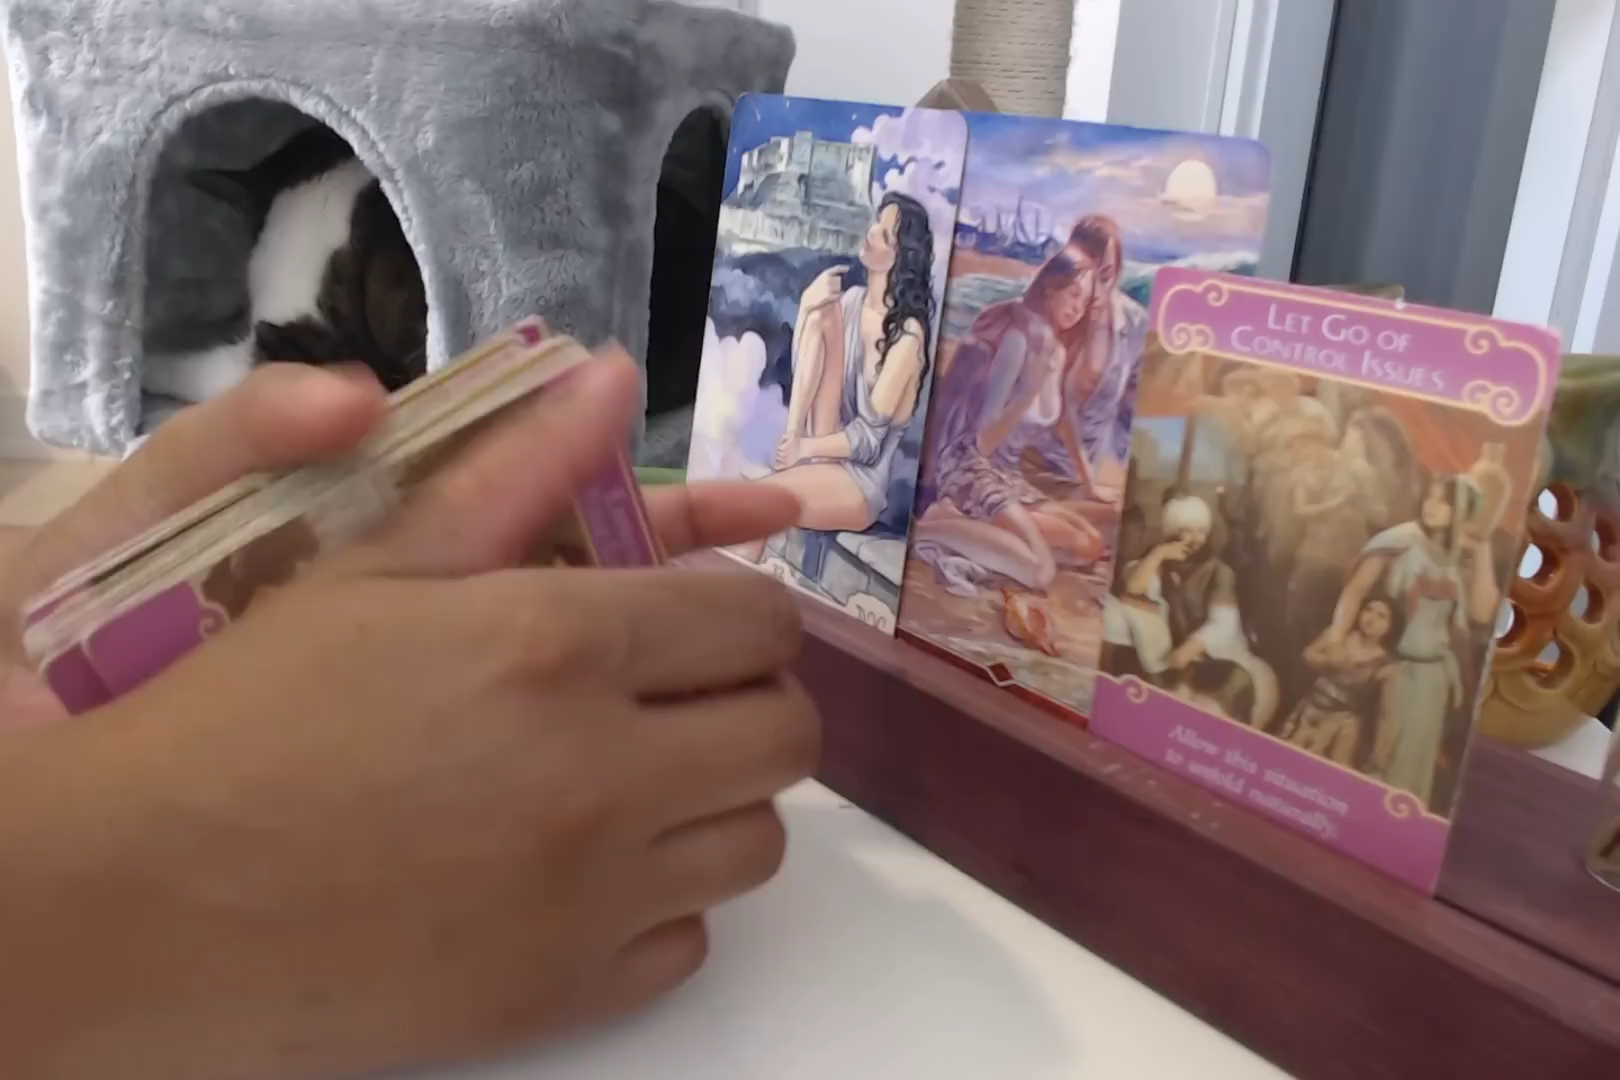 LET GO OF
CONTROL ISSUES
Allow this situation
to unfold naturally.